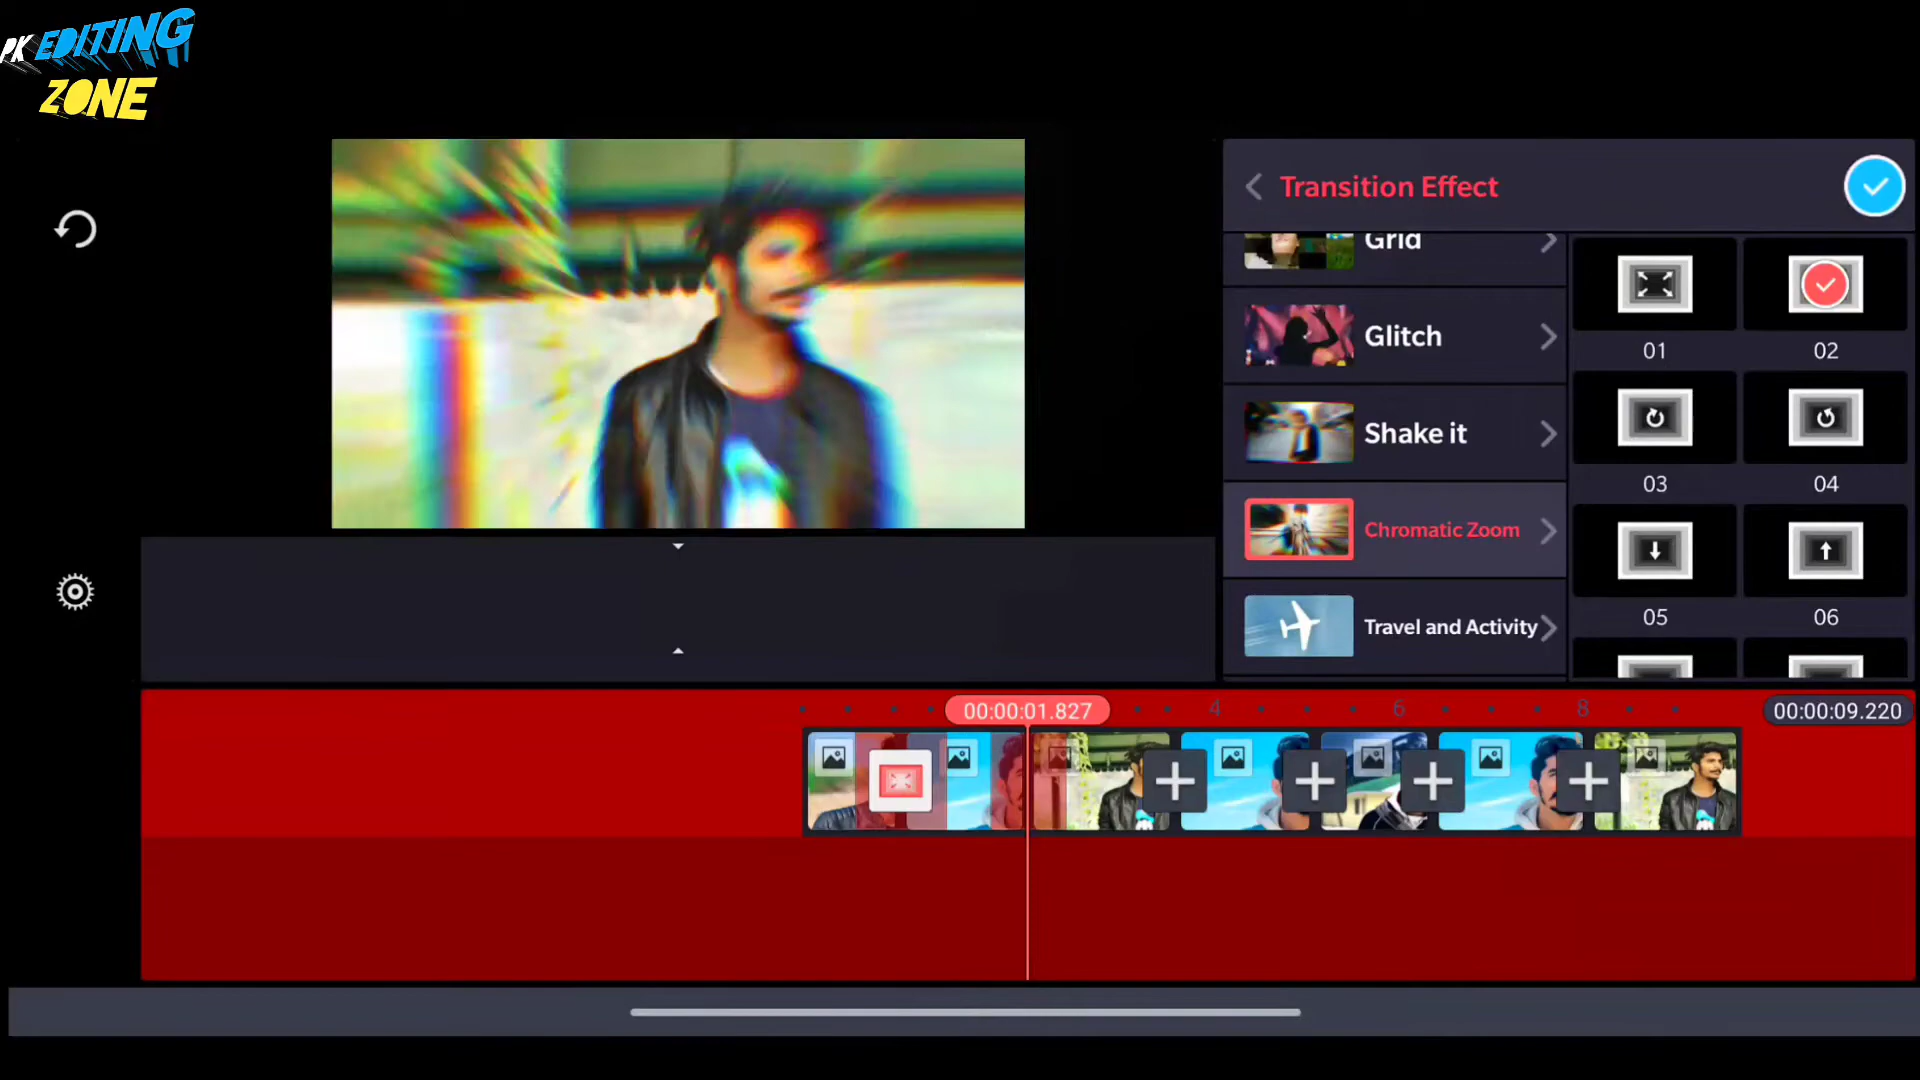 PK EDITING
ZONE
Transition Effect
Grid
Glitch
Shake it
Chromatic Zoom
Travel and Activity
01
02
03
04
05
06
00:00:01.827
4
6
8
00:00:09.220